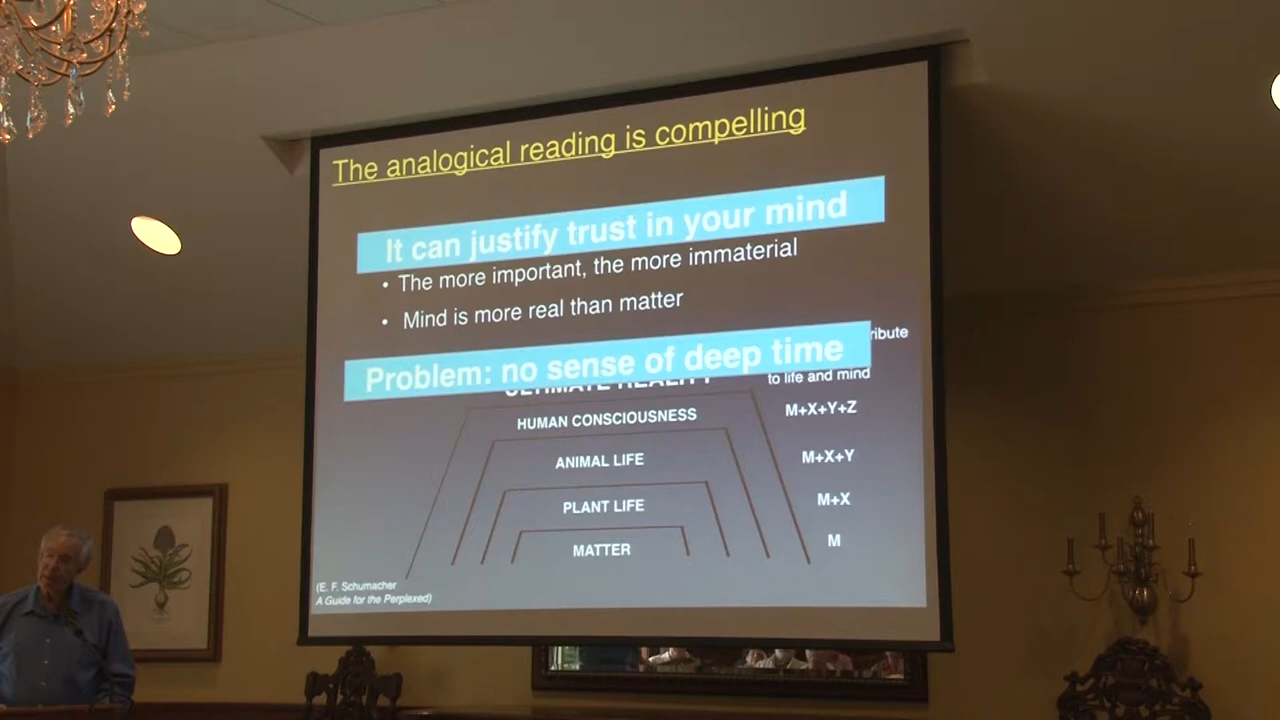 The analogical reading is compelling
It can justify trust in your mind
• The more important, the more immaterial
• Mind is more real than matter
ribute
Problem: no sense of deep time
to life and mind
HUMAN CONSCIOUSNESS M+X+Y+Z
ANIMAL LIFE M+X+Y
PLANT LIFE M+X
MATTER M
(E. F. Schumacher
A Guide for the Perplexed)